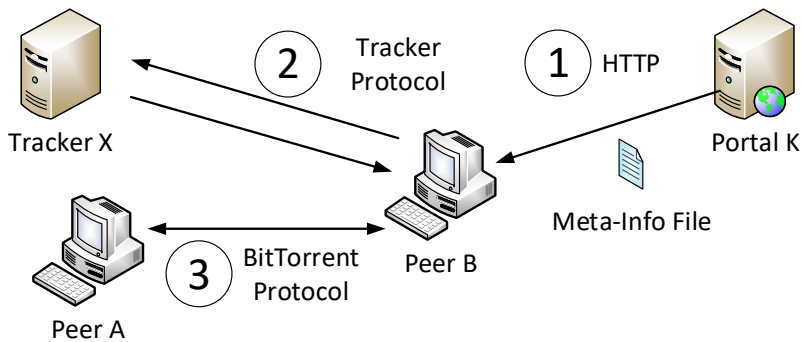 2
Tracker
Protocol
1
HTTP
Tracker X
Portal K
Meta-Info File
Peer B
3
BitTorrent
Protocol
Peer A